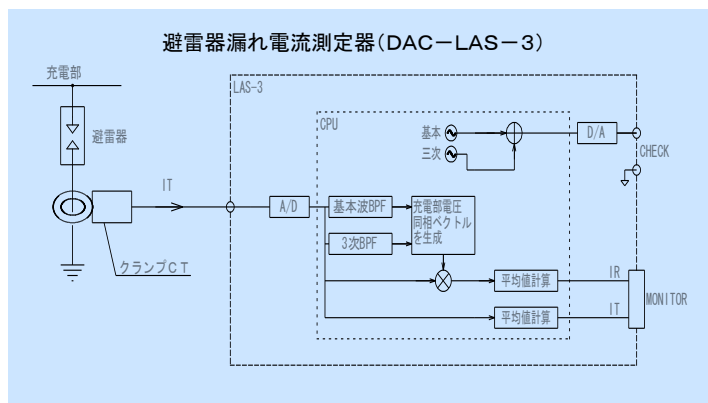 避雷器漏れ電流測定器(DAC－LAS－3)
充電部
LAS-3
CPU
避雷器
基本
三次
D/A
CHECK
IT
A/D
基本波BPF
3次BPF
充電部電圧
同相ベクトル
を生成
クランプCT
平均値計算
IR
平均値計算
IT
MONITOR